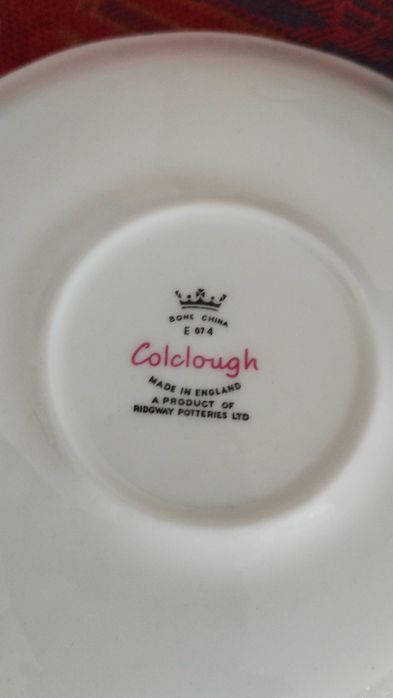 BONE CHINA
E 074
Colclough
MADE IN ENGLAND
A PRODUCT OF
RIDGWAY POTTERIES LTD